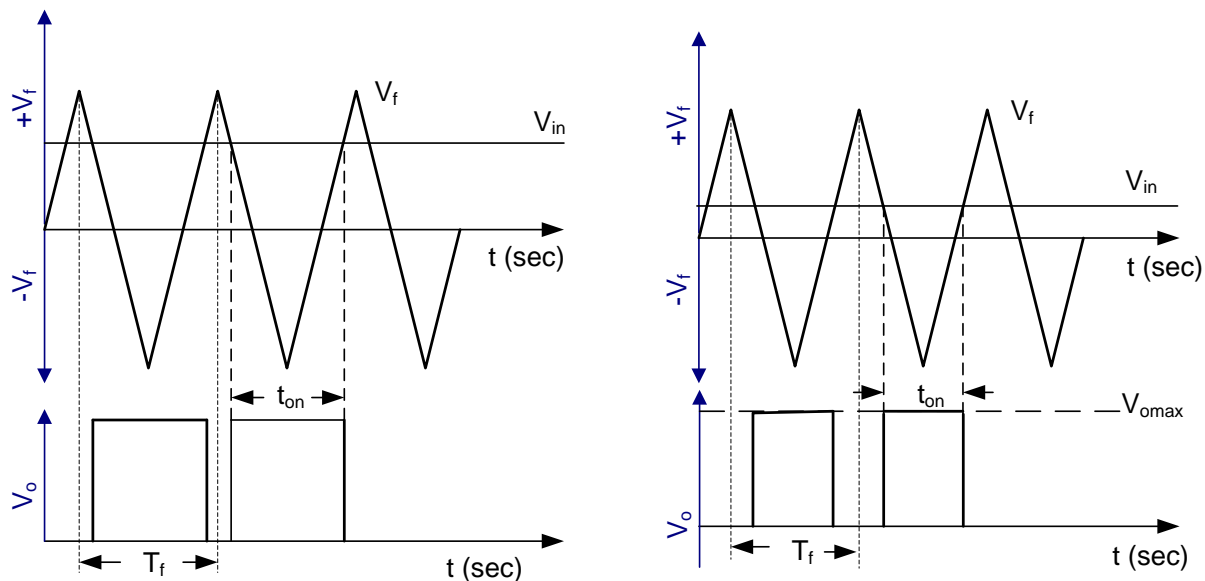 +Vf
-Vf
Vf
Vin
t (sec)
ton
Vo
Tf
t (sec)
+Vf
-Vf
Vf
Vin
t (sec)
ton
Vomax
Vo
Tf
t (sec)